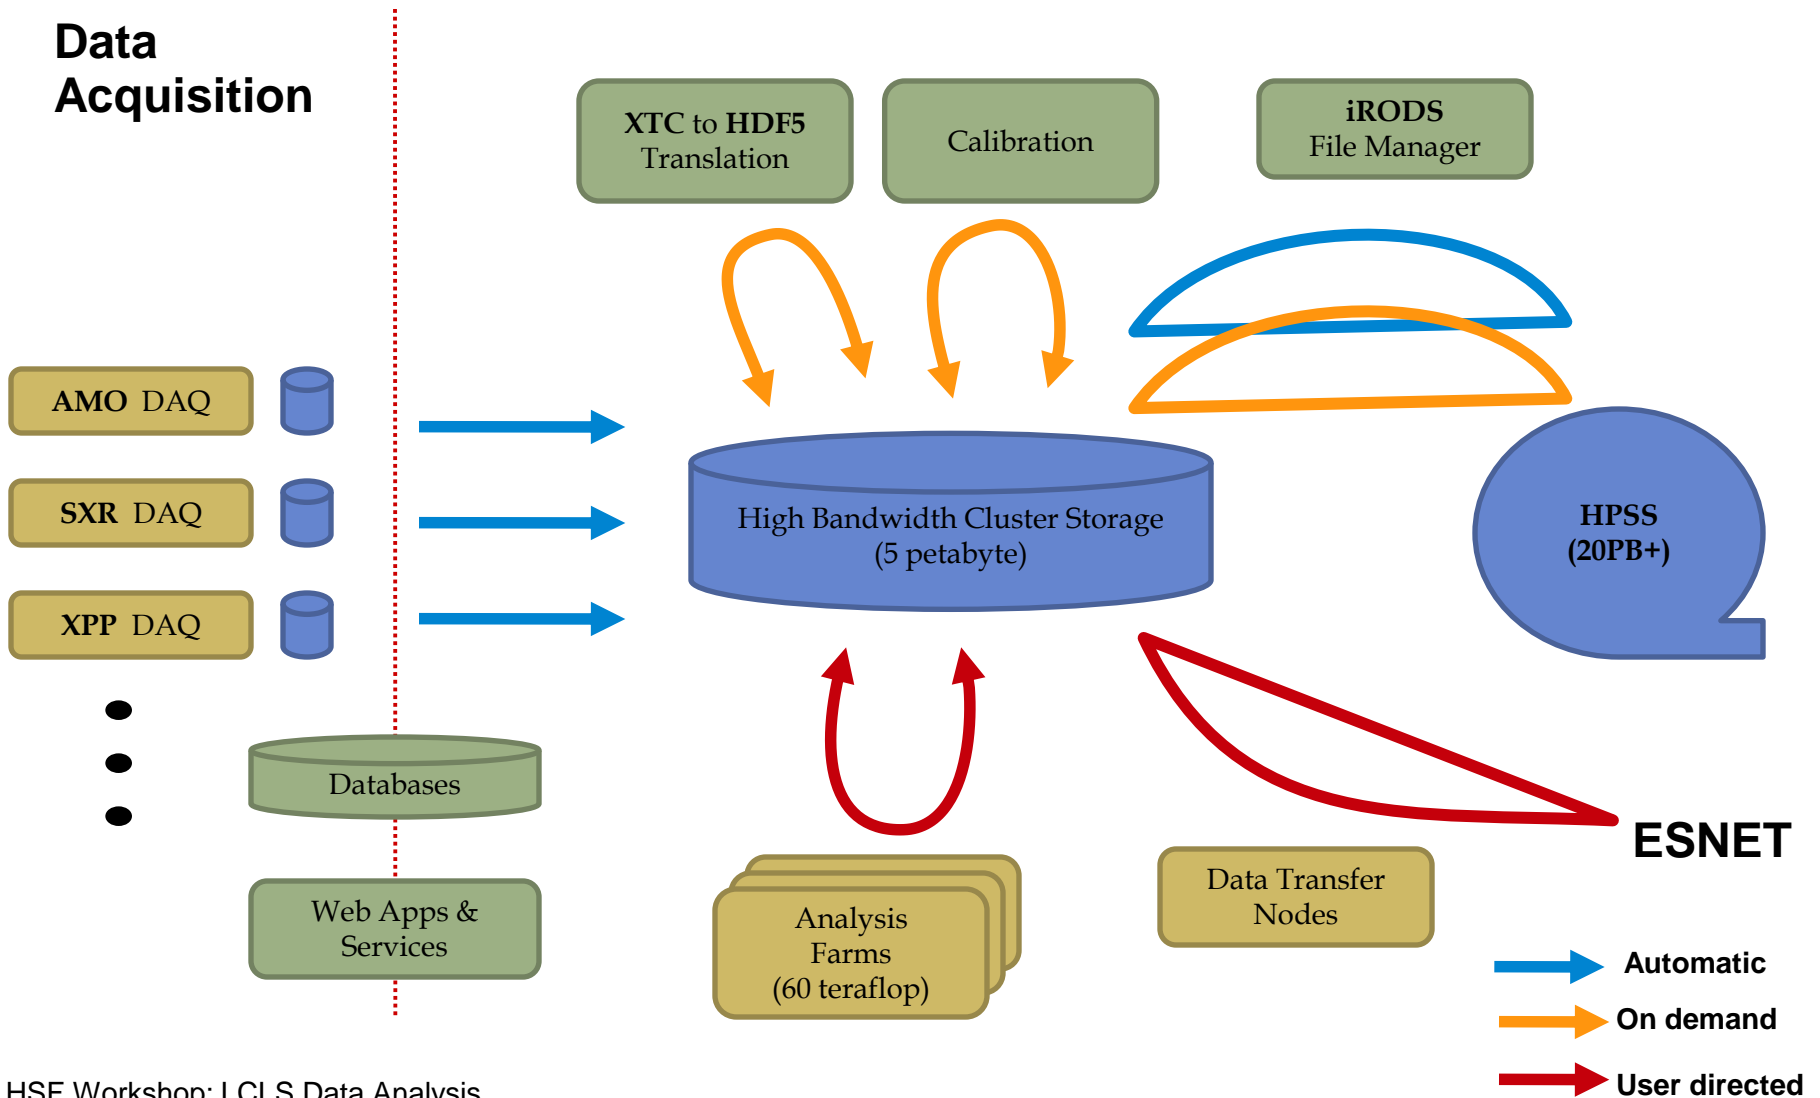 Data
Acquisition
XTC to HDF5
Translation
Calibration
iRODS
File Manager
AMO DAQ
SXR DAQ
XPP DAQ
High Bandwidth Cluster Storage
(5 petabyte)
HPSS
(20PB+)
Databases
Web Apps &
Services
Analysis
Farms
(60 teraflop)
Data Transfer
Nodes
ESNET
Automatic
On demand
User directed
HSF Workshop: LCLS Data Analysis